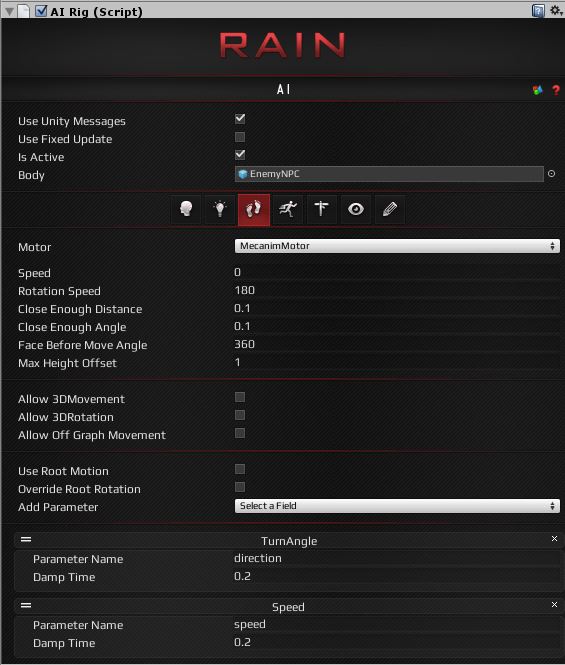 AI Rig (Script)
RAIN
AI
Use Unity Messages
Use Fixed Update
Is Active
Body EnemyNPC
Motor MecanimMotor
Speed 0
Rotation Speed 180
Close Enough Distance 0.1
Close Enough Angle 0.1
Face Before Move Angle 360
Max Height Offset 1
Allow 3DMovement
Allow 3DRotation
Allow Off Graph Movement
Use Root Motion
Override Root Rotation
Add Parameter Select a Field
TurnAngle
Parameter Name direction
Damp Time 0.2
Speed
Parameter Name speed
Damp Time 0.2